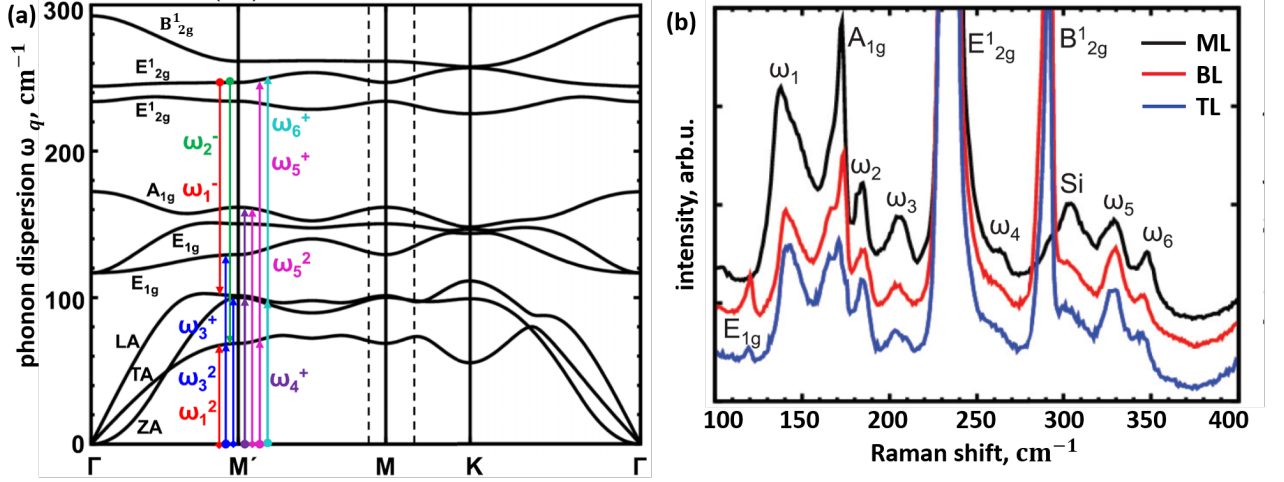 (a)
phonon dispersion ω q, cm⁻¹
300
200
100
0
B¹2g
E¹2g
E¹2g
A1g
E1g
E1g
LA
TA
ZA
ω2⁻
ω1⁻
ω6⁺
ω5⁺
ω5²
ω3⁺
ω3²
ω1²
ω4⁺
Γ M´ M K Γ
(b)
intensity, arb.u.
ω1
A1g
ω2
ω3
E¹2g
ω4
B¹2g
Si
ω5
ω6
E1g
ML
BL
TL
100 150 200 250 300 350 400
Raman shift, cm⁻¹